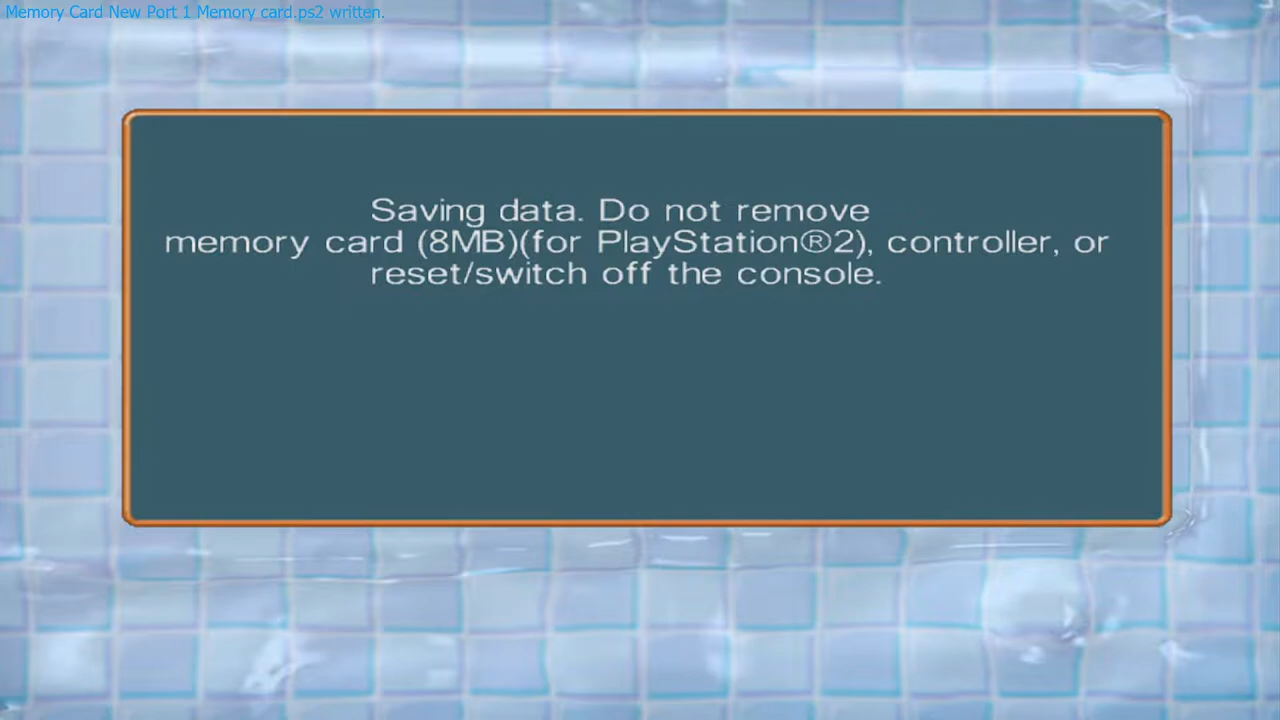 Memory Card New Port 1 Memory card.ps2 written.
Saving data. Do not remove
memory card (8MB)(for PlayStation®2), controller, or
reset/switch off the console.